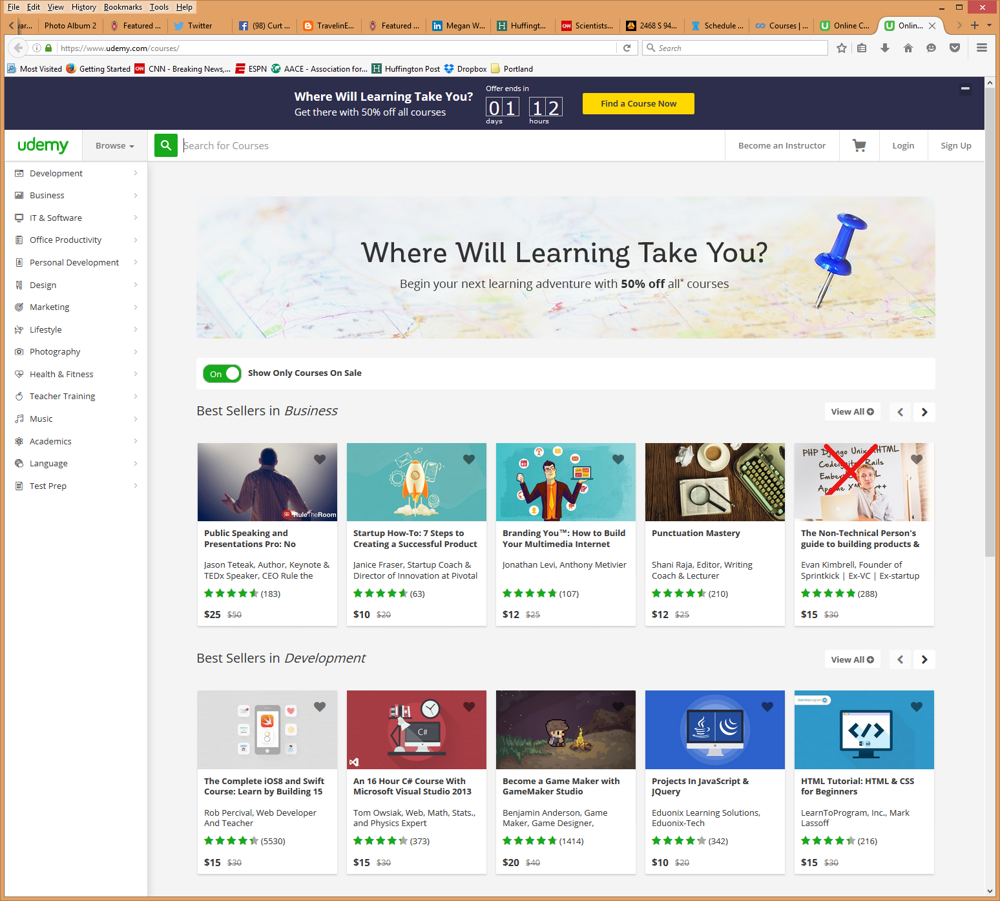 File Edit View History Bookmarks Tools Help
var... Photo Album 2 Featured ... Twitter (98) Curt ... TravelinE... Featured ... Megan W... Huffingt... Scientists... 2468 S 94... Schedule ... Courses | ... Online C... Onlin...
https://www.udemy.com/courses/
Search
Most Visited Getting Started CNN - Breaking News,... ESPN AACE - Association for... Huffington Post Dropbox Portland
Where Will Learning Take You?
Get there with 50% off all courses
Offer ends in
01 12
days hours
Find a Course Now
udemy Browse Search for Courses Become an Instructor Login Sign Up
Development
Business
IT & Software
Office Productivity
Personal Development
Design
Marketing
Lifestyle
Photography
Health & Fitness
Teacher Training
Music
Academics
Language
Test Prep
Where Will Learning Take You?
Begin your next learning adventure with 50% off all* courses
On Show Only Courses On Sale
Best Sellers in Business
View All
RR RuleTheRoom
Public Speaking and
Presentations Pro: No
Jason Teteak, Author, Keynote &
TEDx Speaker, CEO Rule the
(183)
$25 $50
Startup How-To: 7 Steps to
Creating a Successful Product
Janice Fraser, Startup Coach &
Director of Innovation at Pivotal
(63)
$10 $20
Branding You™: How to Build
Your Multimedia Internet
Jonathan Levi, Anthony Metivier
(107)
$12 $25
Punctuation Mastery
Shani Raja, Editor, Writing
Coach & Lecturer
(210)
$12 $25
PHP Django Unix HTML
Rails
The Non-Technical Person's
guide to building products &
Evan Kimbrell, Founder of
Sprintkick | Ex-VC | Ex-startup
(288)
$15 $30
Best Sellers in Development
View All
8
25
The Complete iOS8 and Swift
Course: Learn by Building 15
Rob Percival, Web Developer
And Teacher
(5530)
$15 $30
C#
An 16 Hour C# Course With
Microsoft Visual Studio 2013
Tom Owsiak, Web, Math, Stats.,
and Physics Expert
(373)
$15 $30
Become a Game Maker with
GameMaker Studio
Benjamin Anderson, Game
Maker, Game Designer,
(1414)
$20 $40
Projects In JavaScript &
JQuery
Eduonix Learning Solutions,
Eduonix-Tech
(342)
$10 $20
learntoprogram
</>
HTML Tutorial: HTML & CSS
for Beginners
LearnToProgram, Inc., Mark
Lassoff
(216)
$15 $30